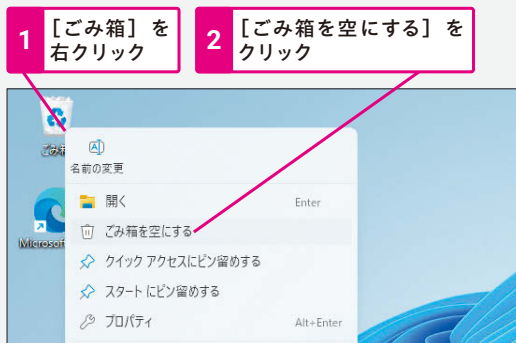 1 ［ごみ箱］を
右クリック
2 ［ごみ箱を空にする］を
クリック
ごみ
名前の変更
開く Enter
ごみ箱を空にする
Microsoft
クイック アクセスにピン留めする
スタート にピン留めする
プロパティ Alt+Enter